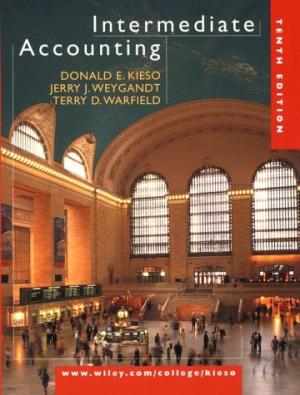 Intermediate
Accounting
DONALD E. KIESO
JERRY J. WEYGANDT
TERRY D. WARFIELD
TENTH EDITION
www.wiley.com/college/kieso